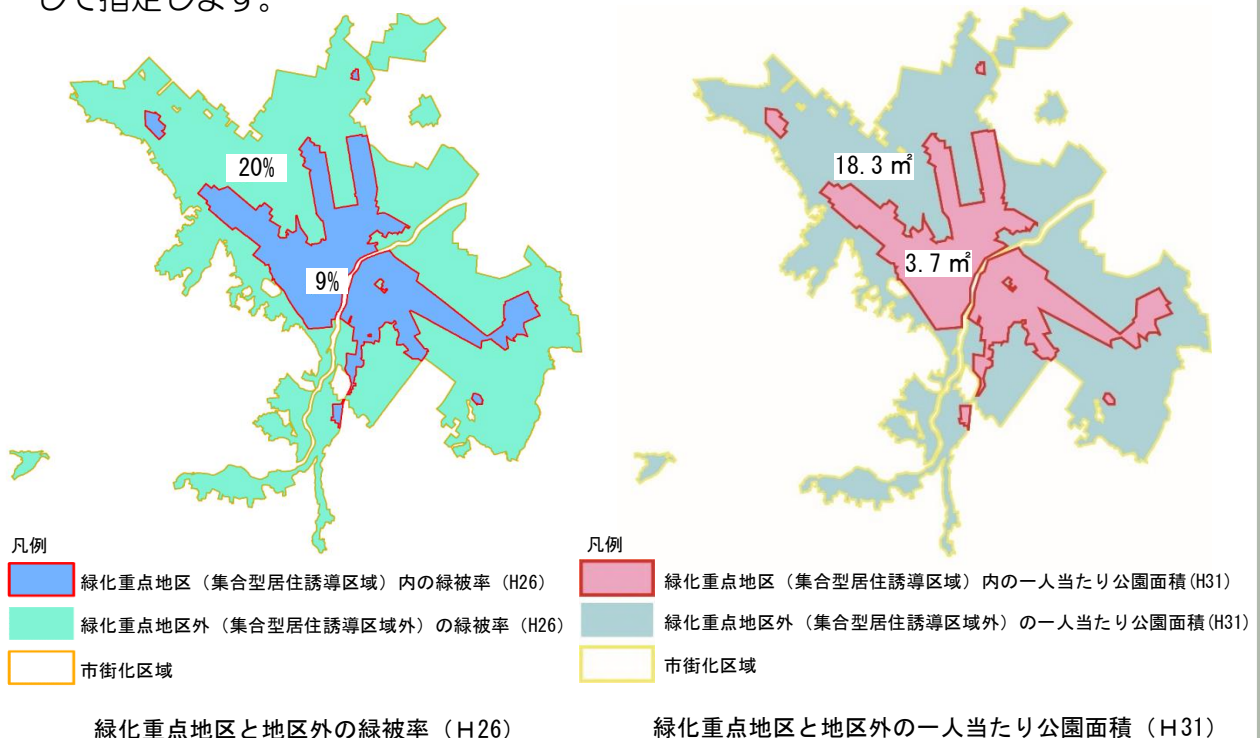 して指定します。
20%
9%
18.3 ㎡
3.7 ㎡
凡例
緑化重点地区（集合型居住誘導区域）内の緑被率（H26）
緑化重点地区外（集合型居住誘導区域外）の緑被率（H26）
市街化区域
凡例
緑化重点地区（集合型居住誘導区域）内の一人当たり公園面積(H31)
緑化重点地区外（集合型居住誘導区域外）の一人当たり公園面積(H31)
市街化区域
緑化重点地区と地区外の緑被率（H26）
緑化重点地区と地区外の一人当たり公園面積（H31）